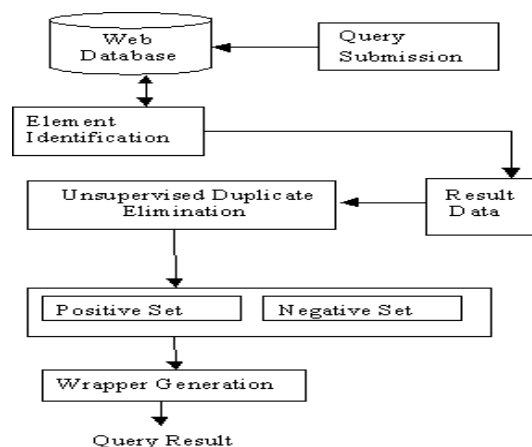 Web
Database
Query
Submission
Element
Identification
Unsupervised Duplicate
Elimination
Result
Data
Positive Set
Negative Set
Wrapper Generation
Query Result